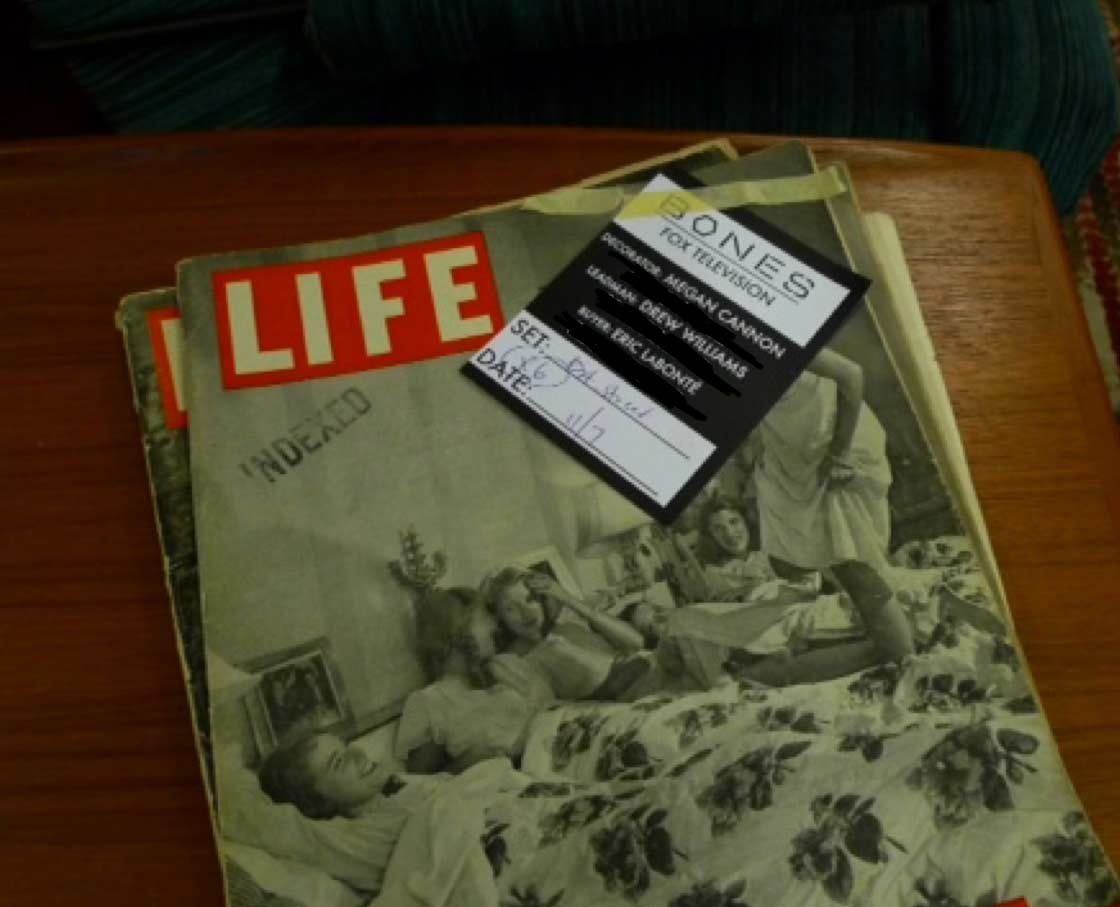 LIFE
INDEXED
BONES
FOX TELEVISION
DECORATOR: MEGAN CANNON
LEADMAN: DREW WILLIAMS
BUYER: ERIC LABONTÉ
SET:
DATE: 11/7